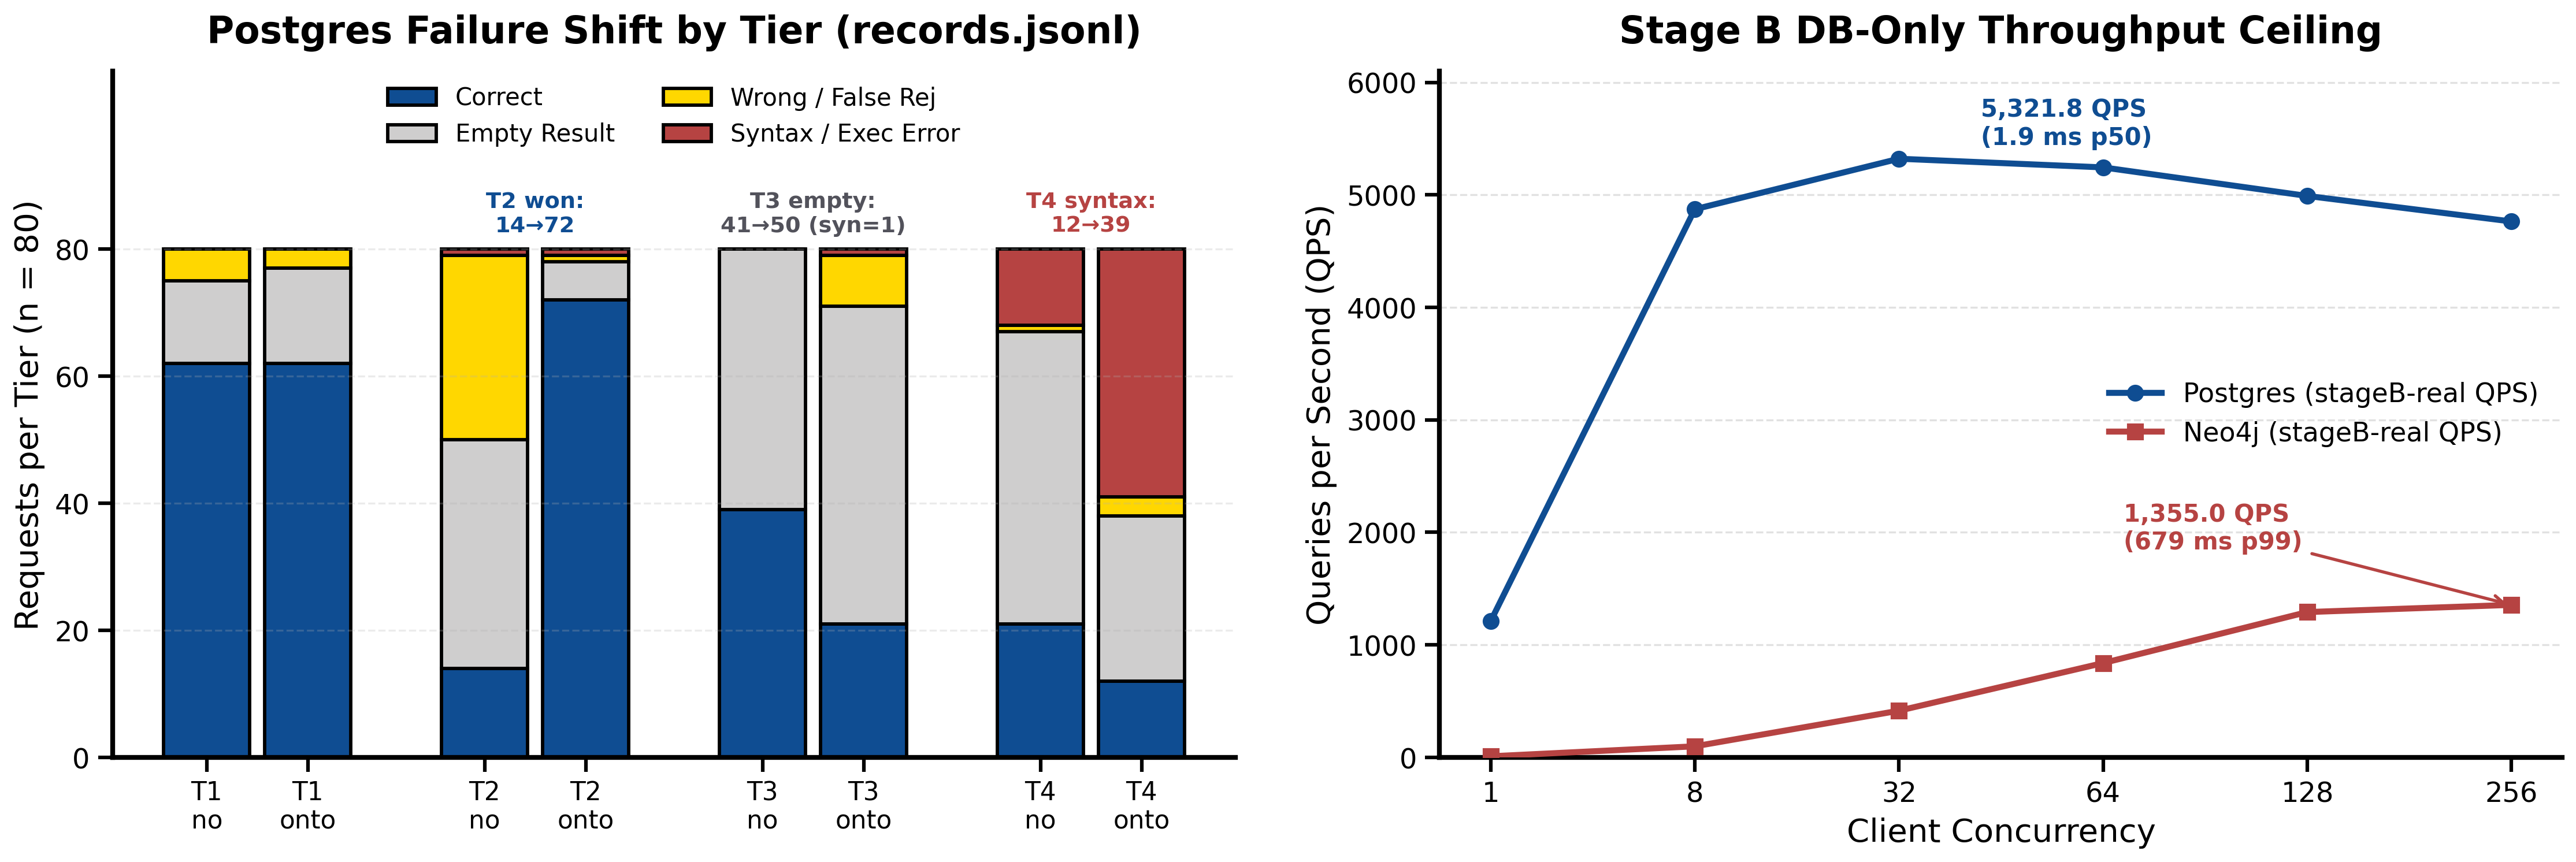 Postgres Failure Shift by Tier (records.jsonl)
Correct
Empty Result
Wrong / False Rej
Syntax / Exec Error
T2 won:
14→72
T3 empty:
41→50 (syn=1)
T4 syntax:
12→39
Requests per Tier (n = 80)
80
60
40
20
0
T1
no
T1
onto
T2
no
T2
onto
T3
no
T3
onto
T4
no
T4
onto
Stage B DB-Only Throughput Ceiling
Queries per Second (QPS)
6000
5000
4000
3000
2000
1000
0
5,321.8 QPS
(1.9 ms p50)
Postgres (stageB-real QPS)
Neo4j (stageB-real QPS)
1,355.0 QPS
(679 ms p99)
1
8
32
64
128
256
Client Concurrency